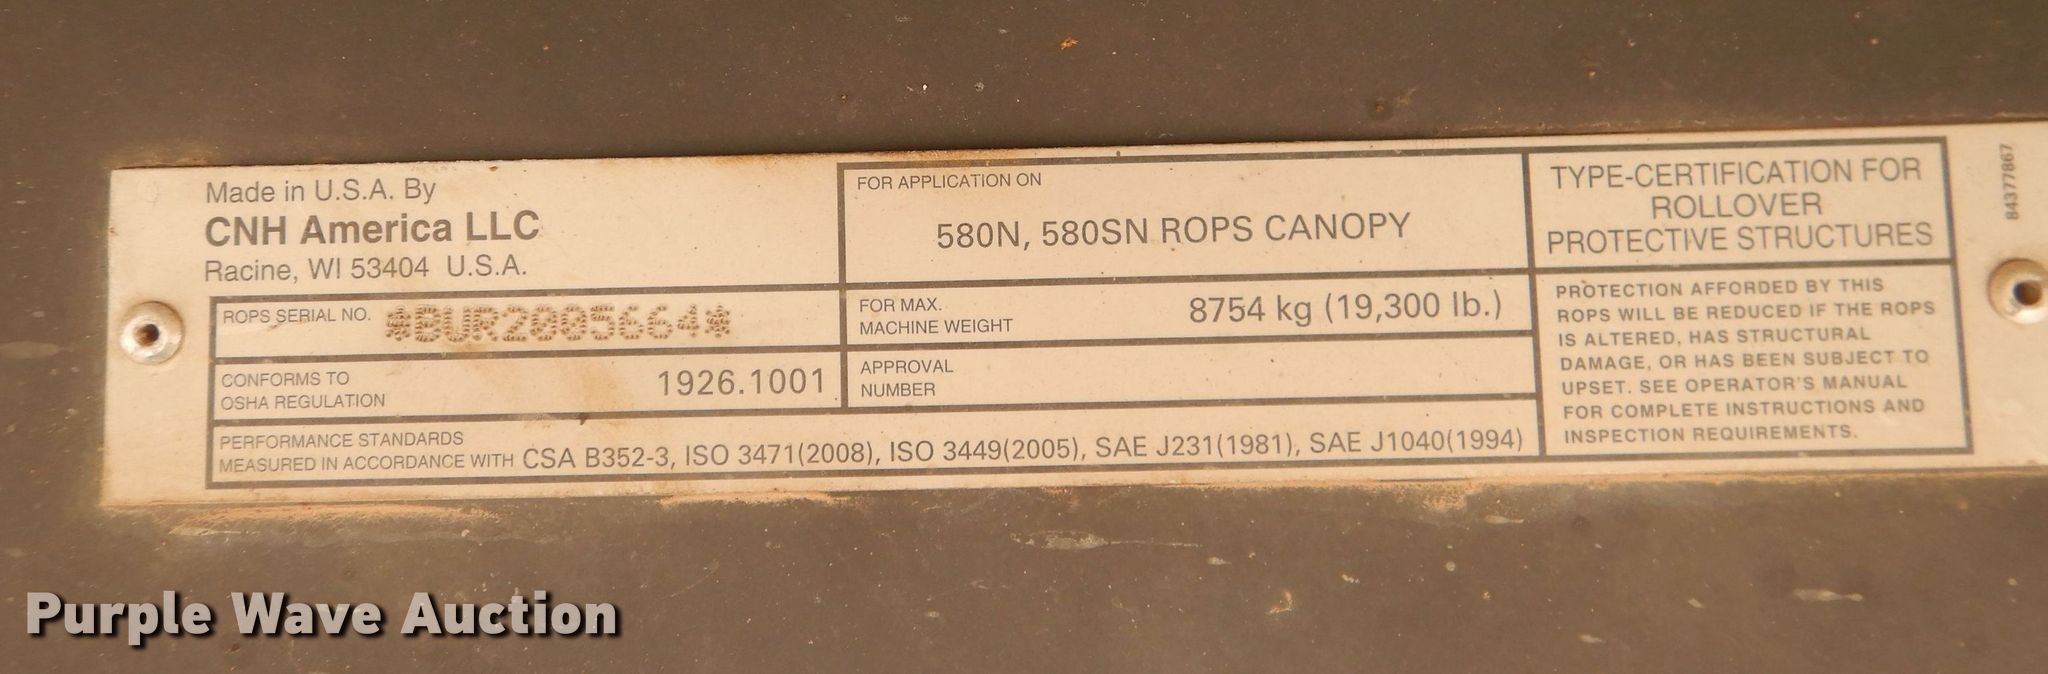 Made in U.S.A. By
CNH America LLC
Racine, WI 53404 U.S.A.
ROPS SERIAL NO. *BUR2005664*
CONFORMS TO
OSHA REGULATION 1926.1001
FOR APPLICATION ON
580N, 580SN ROPS CANOPY
FOR MAX.
MACHINE WEIGHT 8754 kg (19,300 lb.)
APPROVAL
NUMBER
PERFORMANCE STANDARDS
MEASURED IN ACCORDANCE WITH CSA B352-3, ISO 3471(2008), ISO 3449(2005), SAE J231(1981), SAE J1040(1994)
TYPE-CERTIFICATION FOR
ROLLOVER
PROTECTIVE STRUCTURES
PROTECTION AFFORDED BY THIS
ROPS WILL BE REDUCED IF THE ROPS
IS ALTERED, HAS STRUCTURAL
DAMAGE, OR HAS BEEN SUBJECT TO
UPSET. SEE OPERATOR'S MANUAL
FOR COMPLETE INSTRUCTIONS AND
INSPECTION REQUIREMENTS.
84377867
Purple Wave Auction